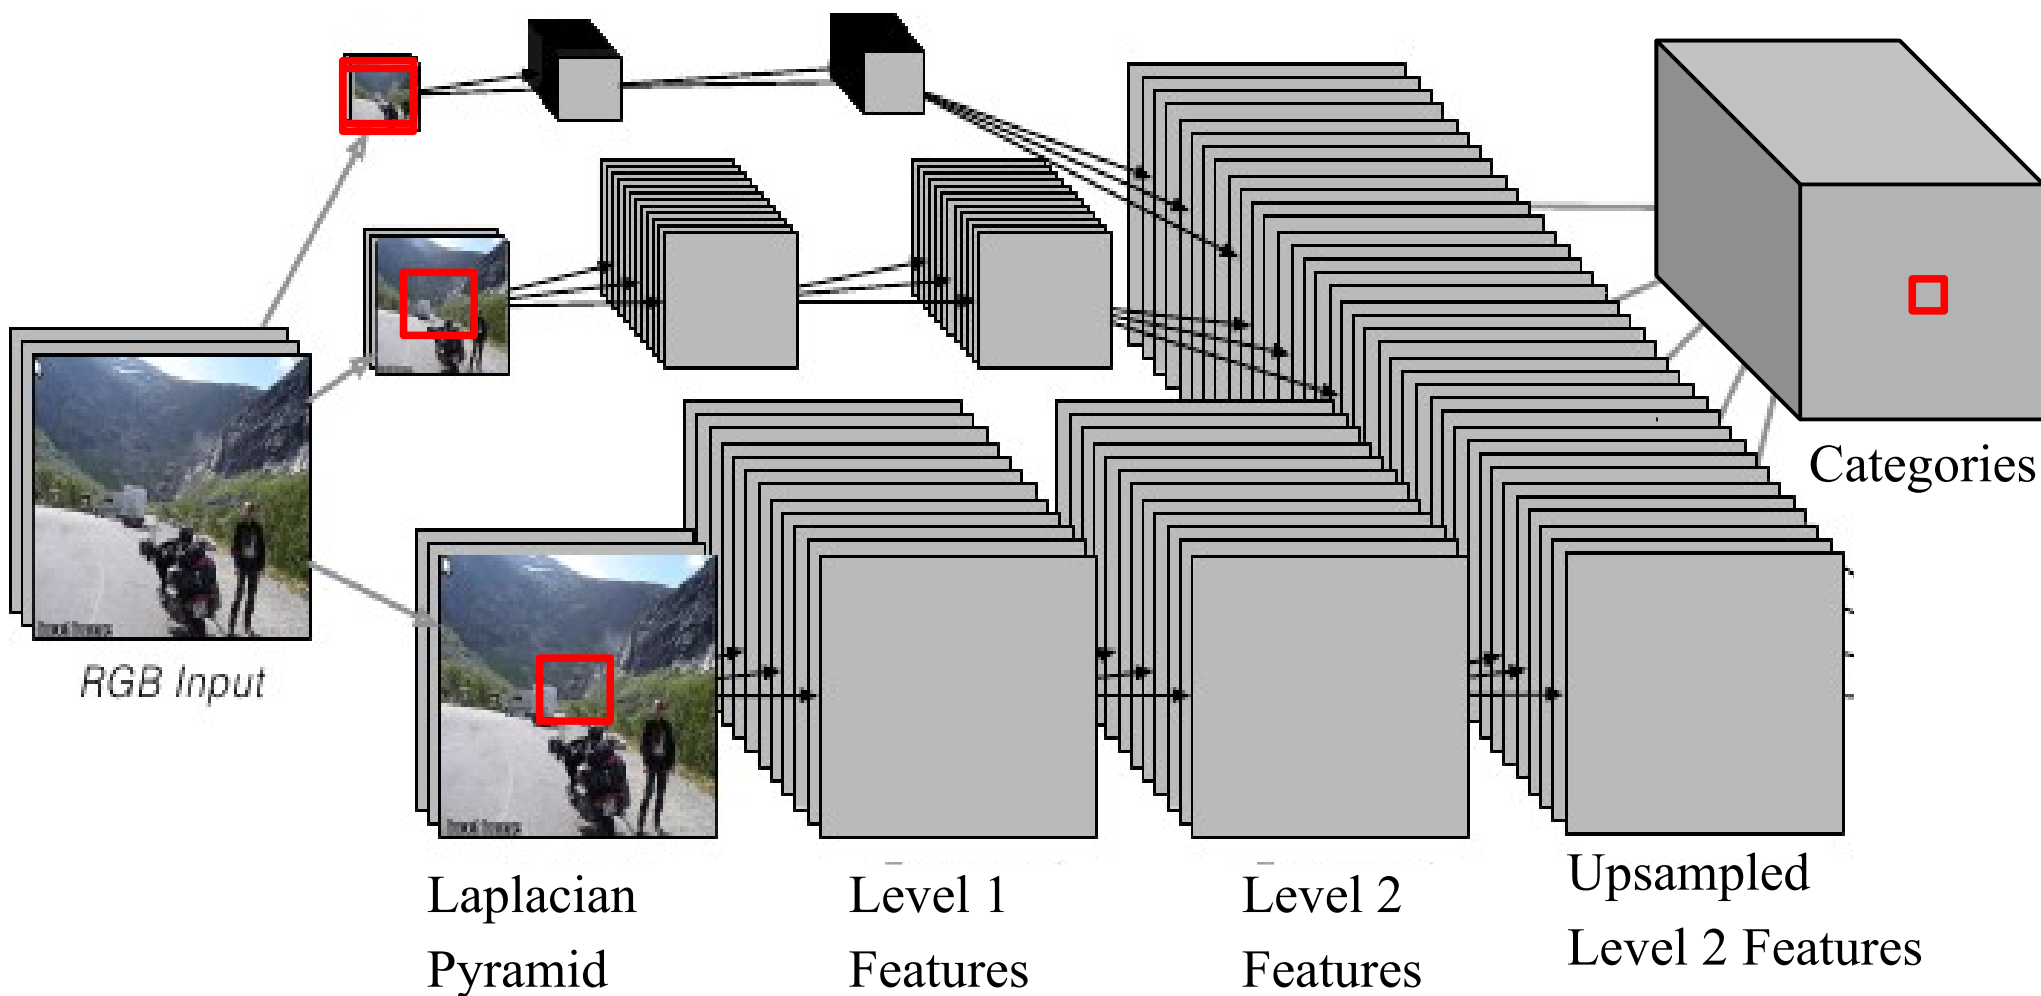 Categories
RGB Input
Laplacian
Pyramid
Level 1
Features
Level 2
Features
Upsampled
Level 2 Features